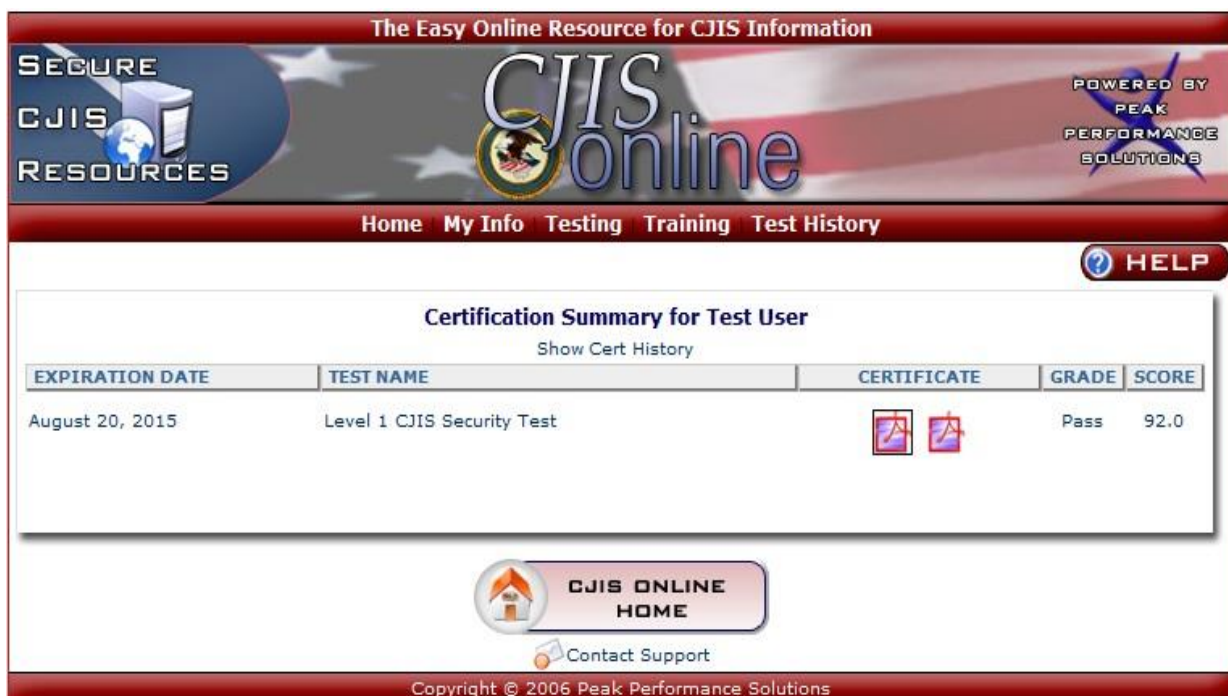 The Easy Online Resource for CJIS Information
SECURE
CJIS
RESOURCES
CJIS
online
POWERED BY
PEAK
PERFORMANCE
SOLUTIONS
Home My Info Testing Training Test History
? HELP
Certification Summary for Test User
Show Cert History
EXPIRATION DATE TEST NAME CERTIFICATE GRADE SCORE
August 20, 2015 Level 1 CJIS Security Test Pass 92.0
CJIS ONLINE
HOME
Contact Support
Copyright © 2006 Peak Performance Solutions